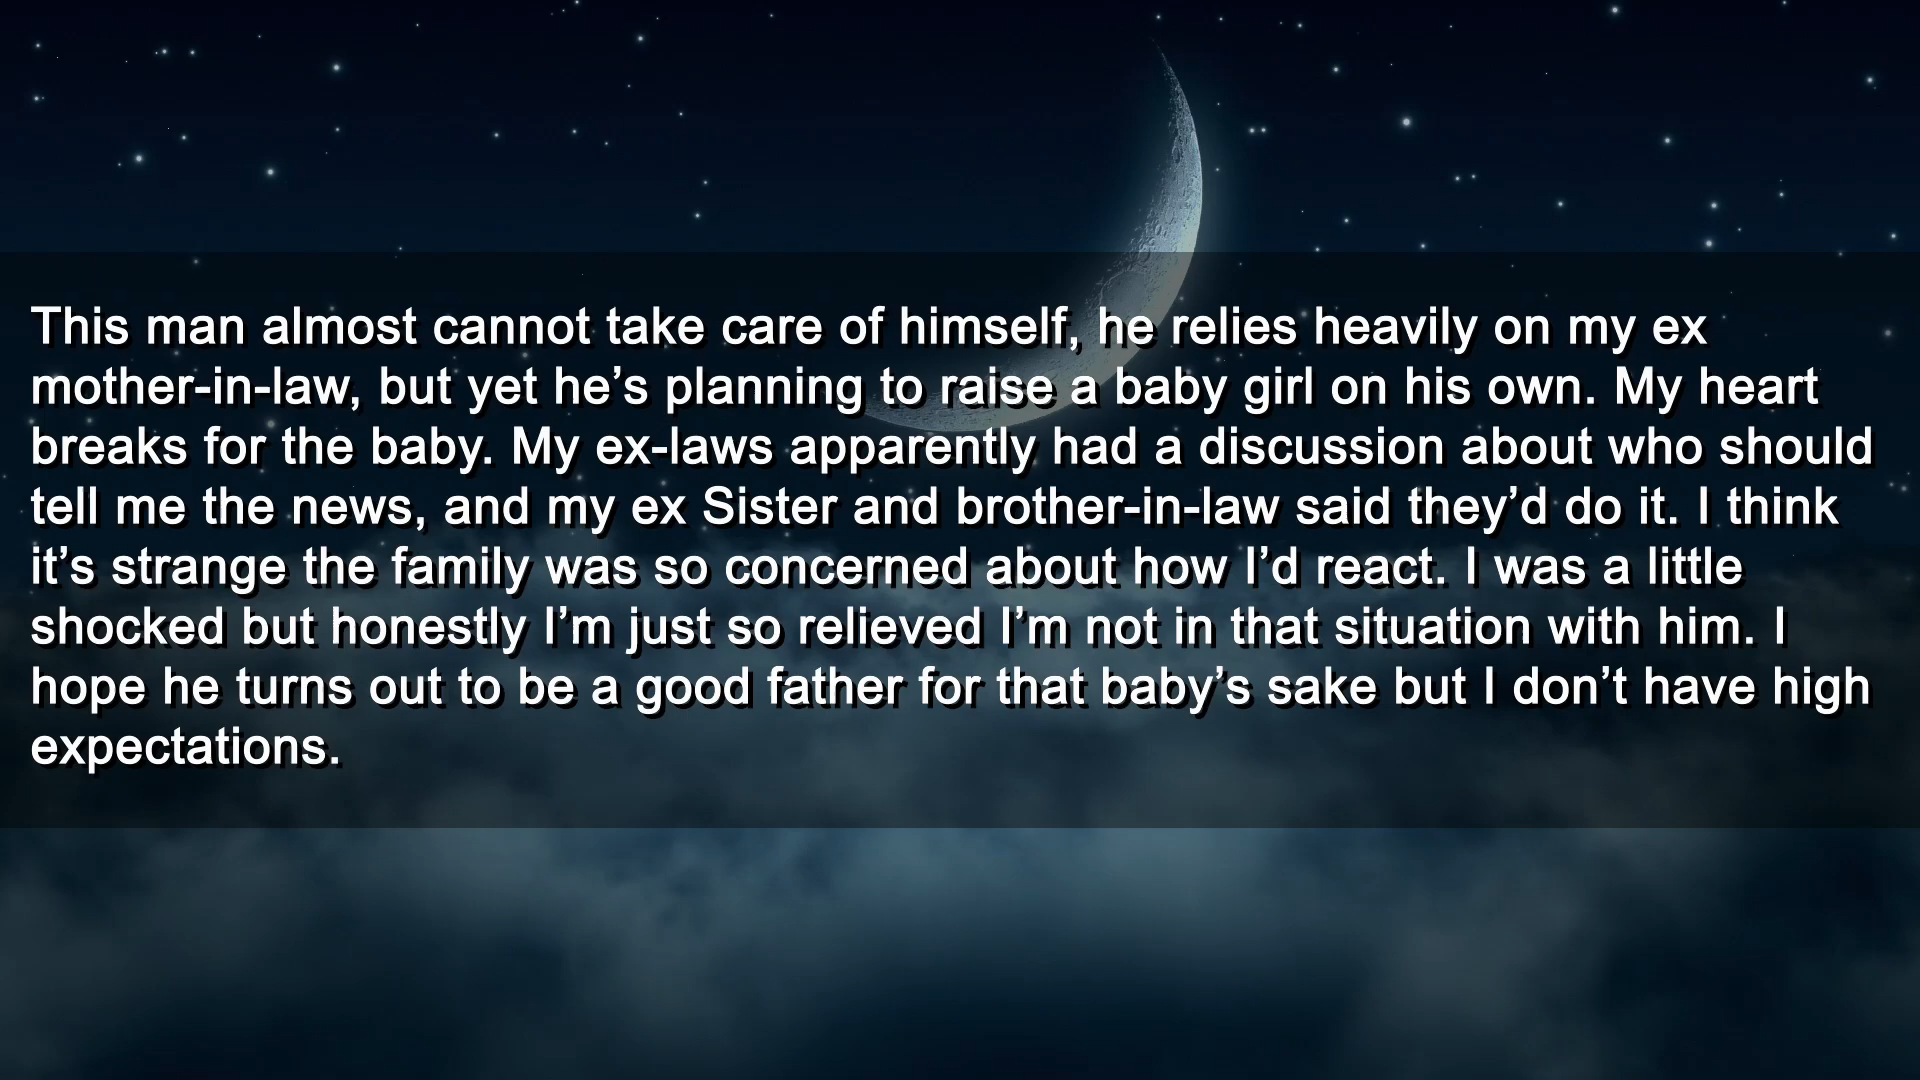 This man almost cannot take care of himself, he relies heavily on my ex
mother-in-law, but yet he’s planning to raise a baby girl on his own. My heart
breaks for the baby. My ex-laws apparently had a discussion about who should
tell me the news, and my ex Sister and brother-in-law said they’d do it. I think
it’s strange the family was so concerned about how I’d react. I was a little
shocked but honestly I’m just so relieved I’m not in that situation with him. I
hope he turns out to be a good father for that baby’s sake but I don’t have high
expectations.